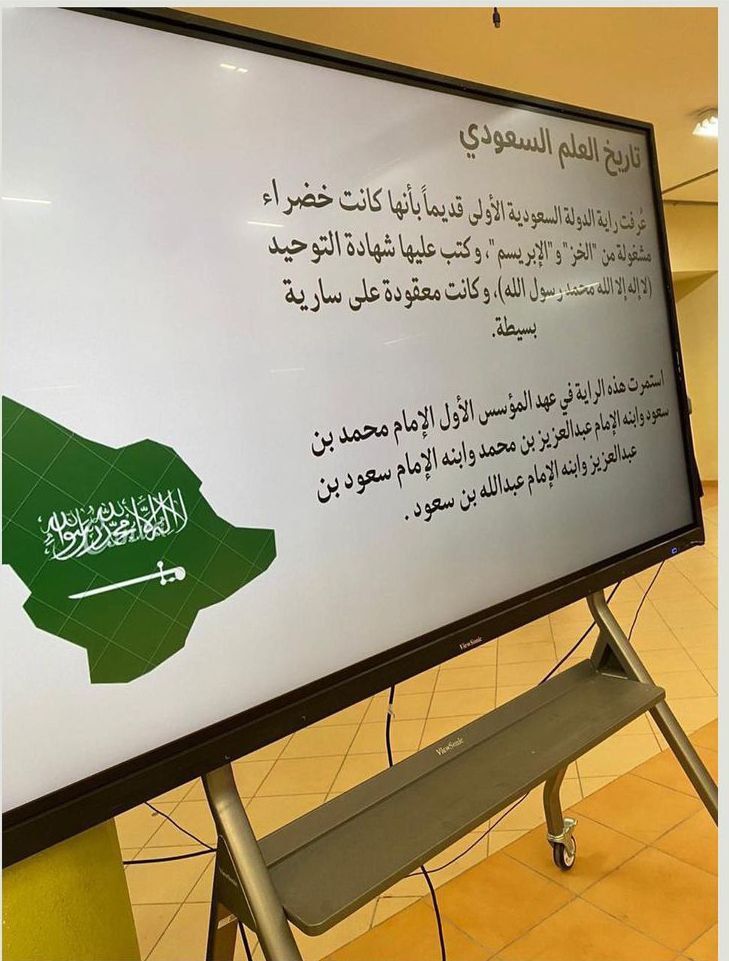 تاريخ العلم السعودي
عُرفت راية الدولة السعودية الأولى قديماً بأنها كانت خضراء
مشغولة من "الخز" و"الإبريسم"، وكتب عليها شهادة التوحيد
(لا إله إلا الله محمد رسول الله)، وكانت معقودة على سارية
بسيطة.
استمرت هذه الراية في عهد المؤسس الأول الإمام محمد بن
سعود وابنه الإمام عبدالعزيز بن محمد وابنه الإمام سعود بن
عبدالعزيز وابنه الإمام عبدالله بن سعود .
لا إله إلا الله محمد رسول الله
ViewSonic
ViewSonic